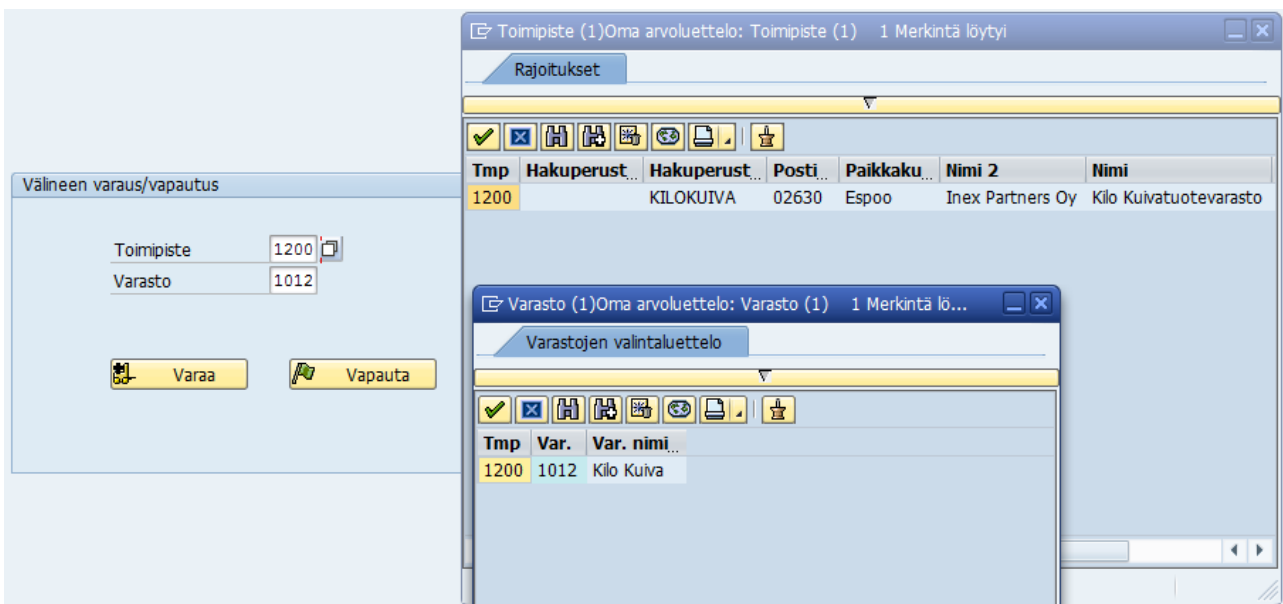 Toimipiste (1)Oma arvoluettelo: Toimipiste (1) 1 Merkintä löytyi
Rajoitukset
Tmp Hakuperust... Hakuperust... Posti... Paikkaku... Nimi 2 Nimi
1200 KILOKUIVA 02630 Espoo Inex Partners Oy Kilo Kuivatuotevarasto
Välineen varaus/vapautus
Toimipiste 1200
Varasto 1012
Varaa Vapauta
Varasto (1)Oma arvoluettelo: Varasto (1) 1 Merkintä lö...
Varastojen valintaluettelo
Tmp Var. Var. nimi...
1200 1012 Kilo Kuiva